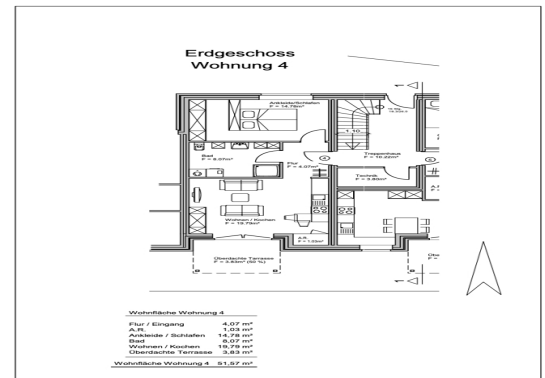 Erdgeschoss
Wohnung 4
Ankleide/Schlafen
F = 14,78m²
Bad
F = 8,07m²
Flur
F = 4,07m²
Treppenhaus
F = 10,22m²
Technik
F = 3,80m²
Wohnen / Kochen
F = 19,79m²
A.R.
F = 1,03m²
Überdachte Terrasse
F = 3,83m² (50 %)
Wohnfläche Wohnung 4
Flur / Eingang 4,07 m²
A.R. 1,03 m²
Ankleide / Schlafen 14,78 m²
Bad 8,07 m²
Wohnen / Kochen 19,79 m²
Überdachte Terrasse 3,83 m²
Wohnfläche Wohnung 4 51,57 m²